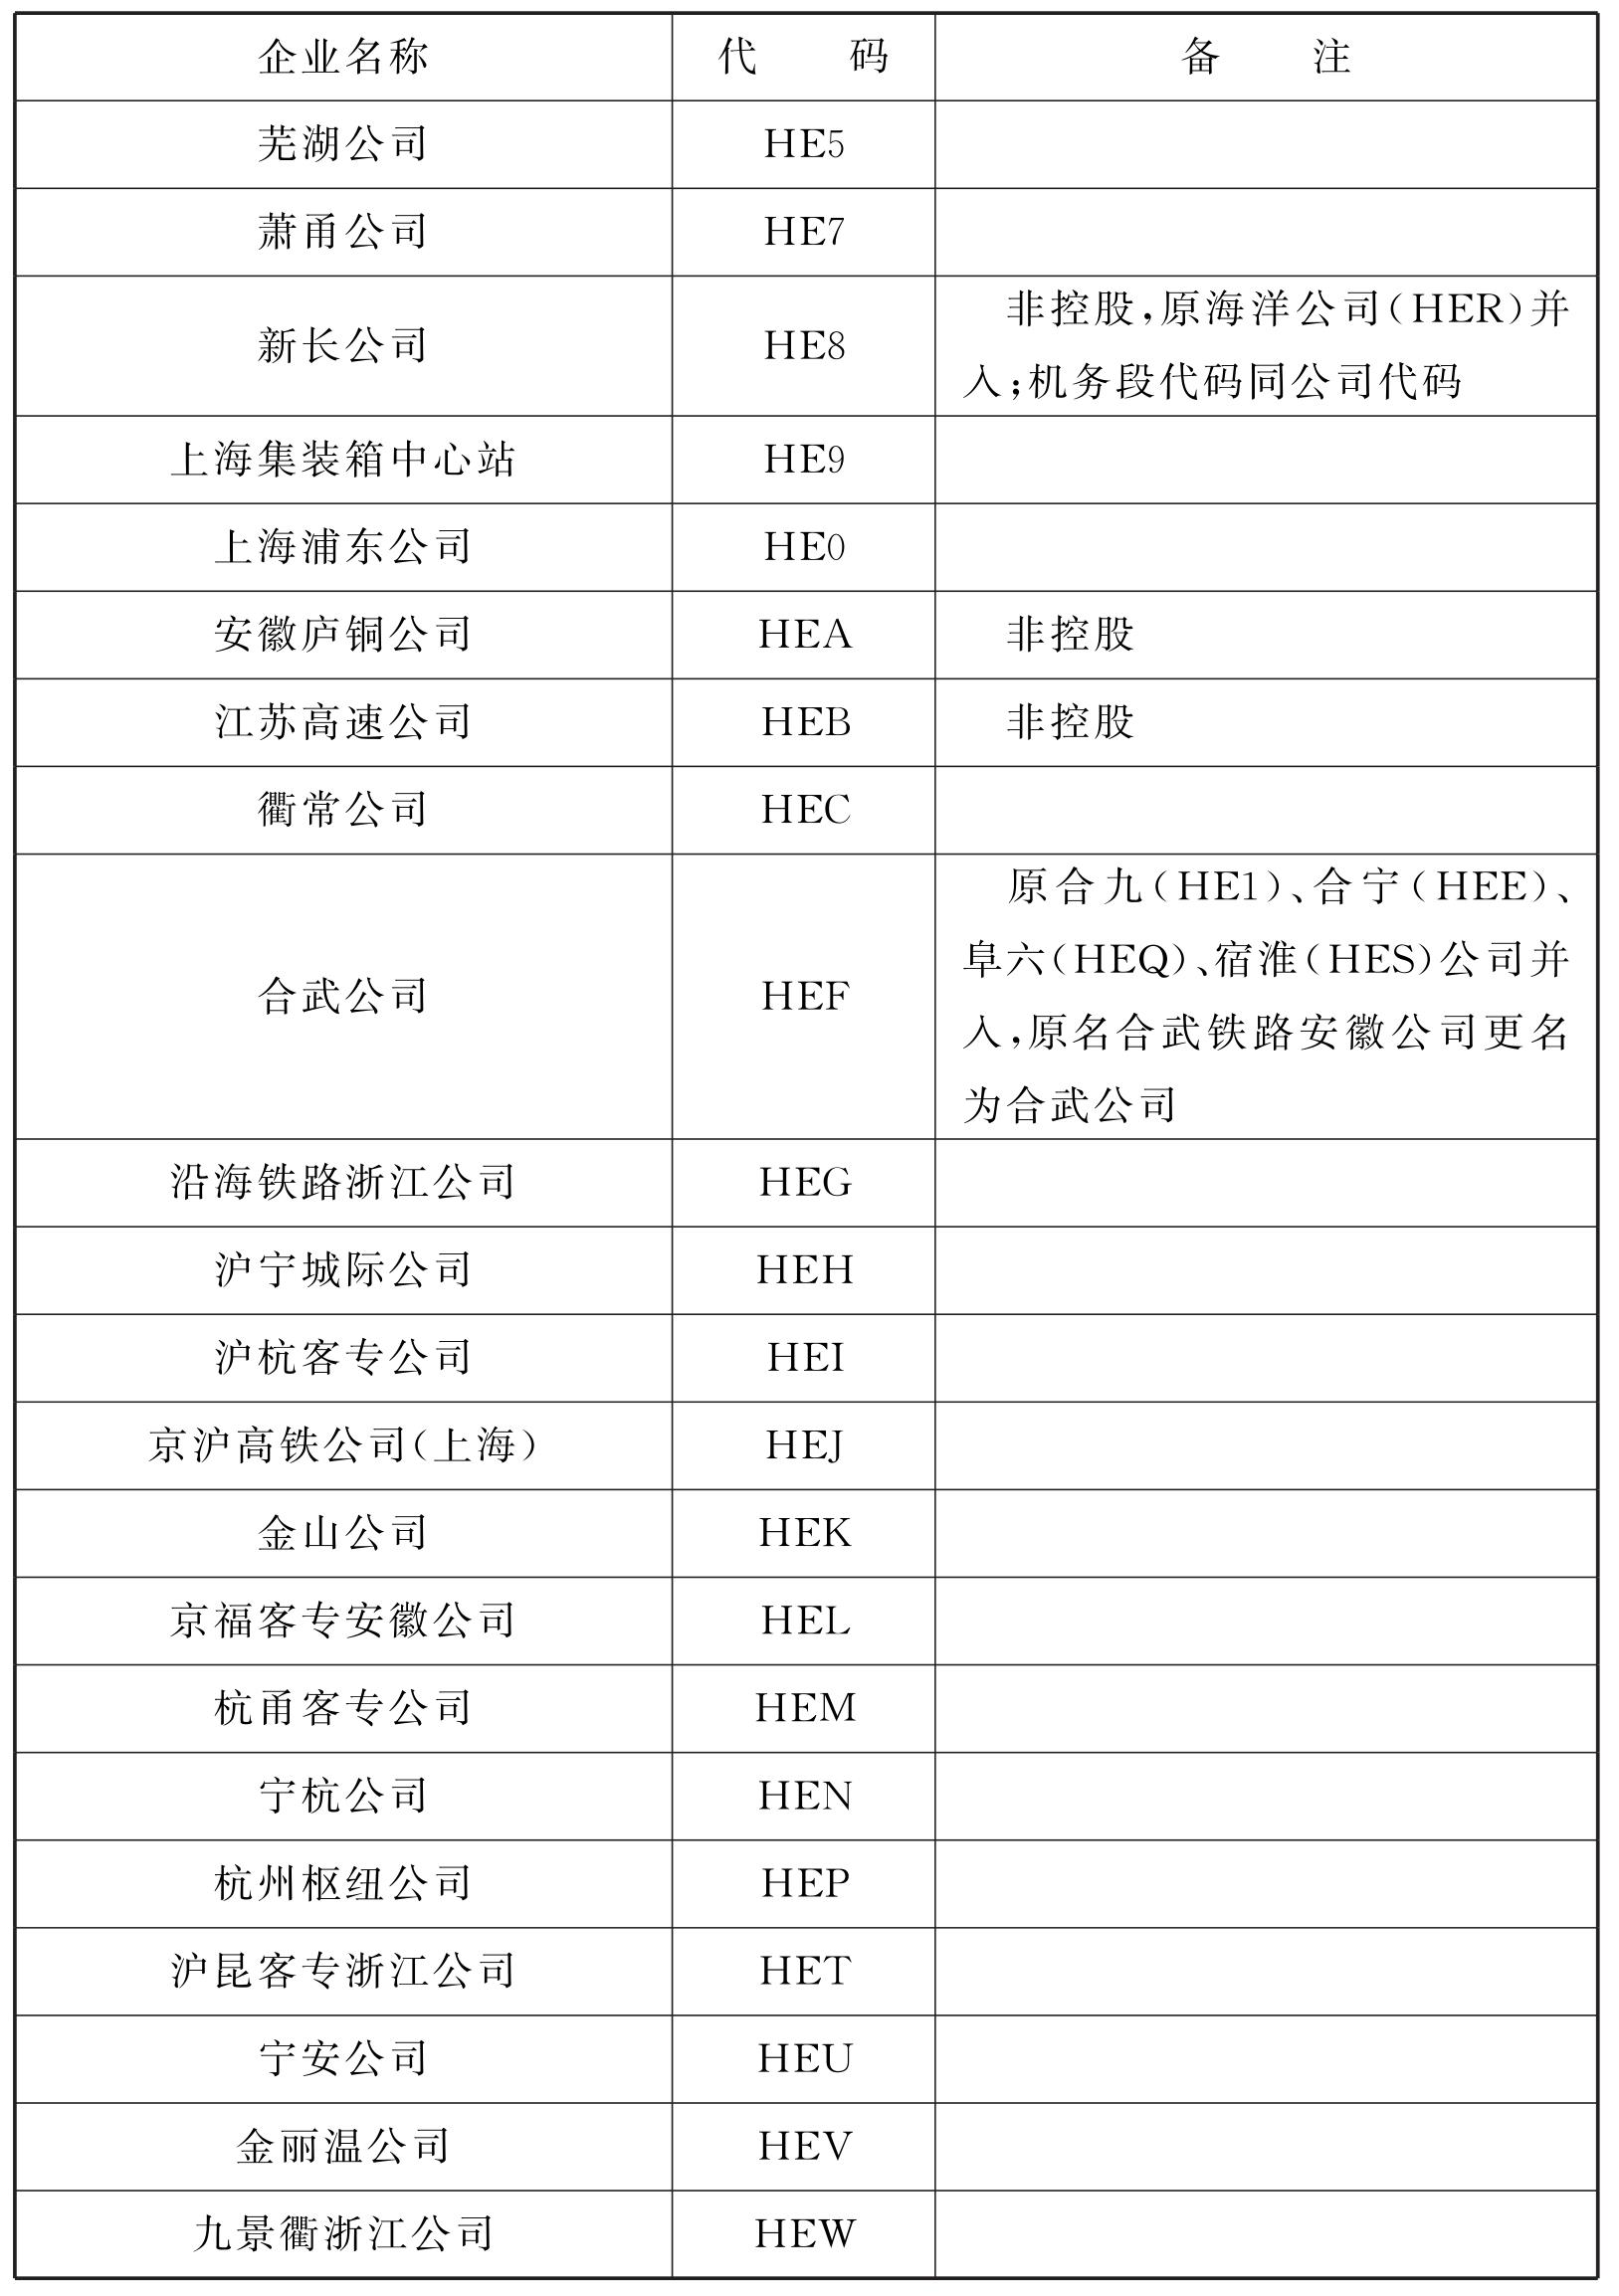 企业名称 代 码 备 注
芜湖公司 HE5
萧甬公司 HE7
新长公司 HE8 非控股,原海洋公司(HER)并
入;机务段代码同公司代码
上海集装箱中心站 HE9
上海浦东公司 HE0
安徽庐铜公司 HEA 非控股
江苏高速公司 HEB 非控股
衢常公司 HEC
合武公司 HEF 原合九(HE1)、合宁(HEE)、
阜六(HEQ)、宿淮(HES)公司并
入,原名合武铁路安徽公司更名
为合武公司
沿海铁路浙江公司 HEG
沪宁城际公司 HEH
沪杭客专公司 HEI
京沪高铁公司(上海) HEJ
金山公司 HEK
京福客专安徽公司 HEL
杭甬客专公司 HEM
宁杭公司 HEN
杭州枢纽公司 HEP
沪昆客专浙江公司 HET
宁安公司 HEU
金丽温公司 HEV
九景衢浙江公司 HEW